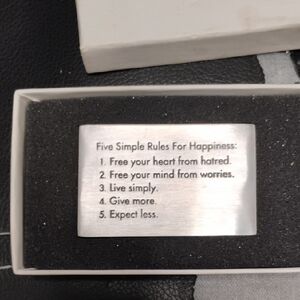 Five Simple Rules For Happiness:
1. Free your heart from hatred.
2. Free your mind from worries.
3. Live simply.
4. Give more.
5. Expect less.